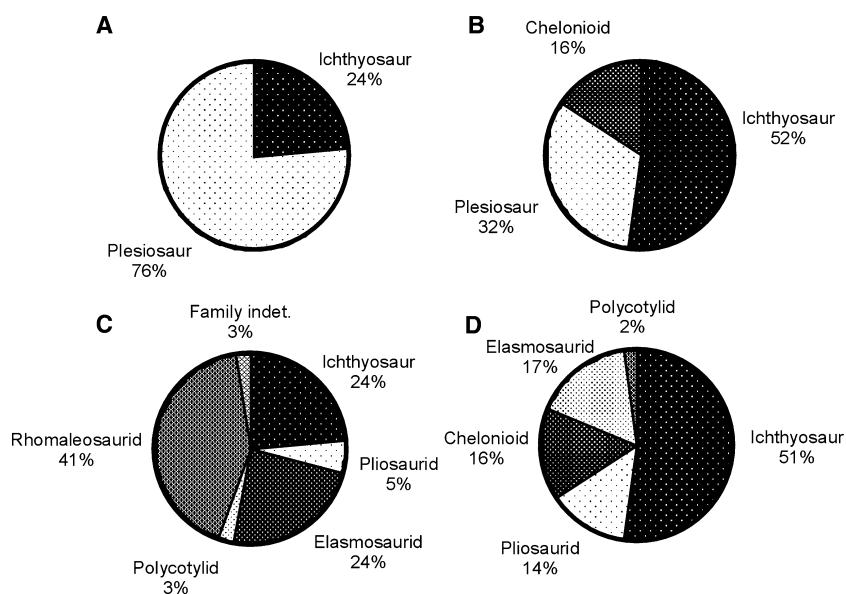 A
Ichthyosaur
24%
Plesiosaur
76%
B
Chelonioid
16%
Ichthyosaur
52%
Plesiosaur
32%
C
Family indet.
3%
Ichthyosaur
24%
Rhomaleosaurid
41%
Pliosaurid
5%
Elasmosaurid
24%
Polycotylid
3%
D
Polycotylid
2%
Elasmosaurid
17%
Chelonioid
16%
Ichthyosaur
51%
Pliosaurid
14%